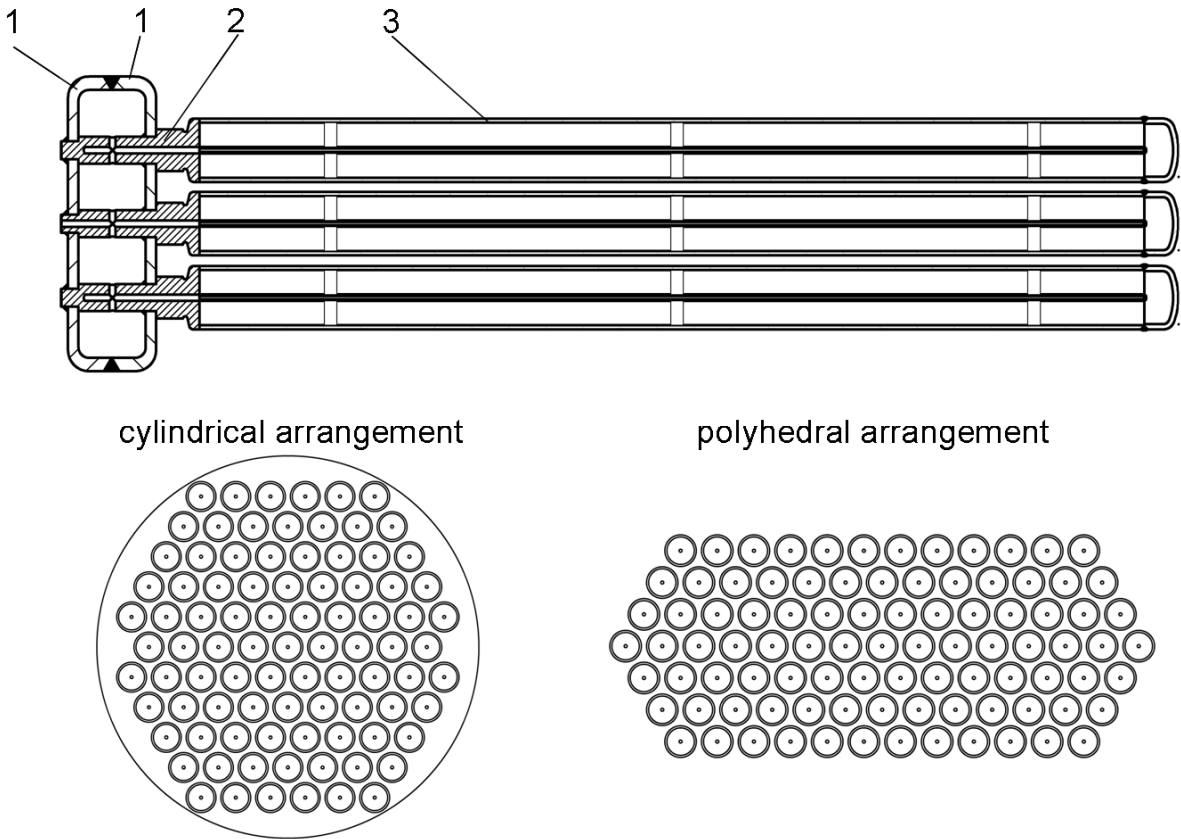 1 1 2 3
cylindrical arrangement
polyhedral arrangement